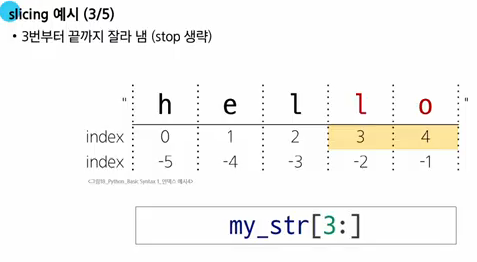 slicing 예시 (3/5)
• 3번부터 끝까지 잘라 냄 (stop 생략)
" h e l l o "
index 0 1 2 3 4
index -5 -4 -3 -2 -1
<그림16_Python_Basic Syntax 1_인덱스 예시4>
my_str[3:]